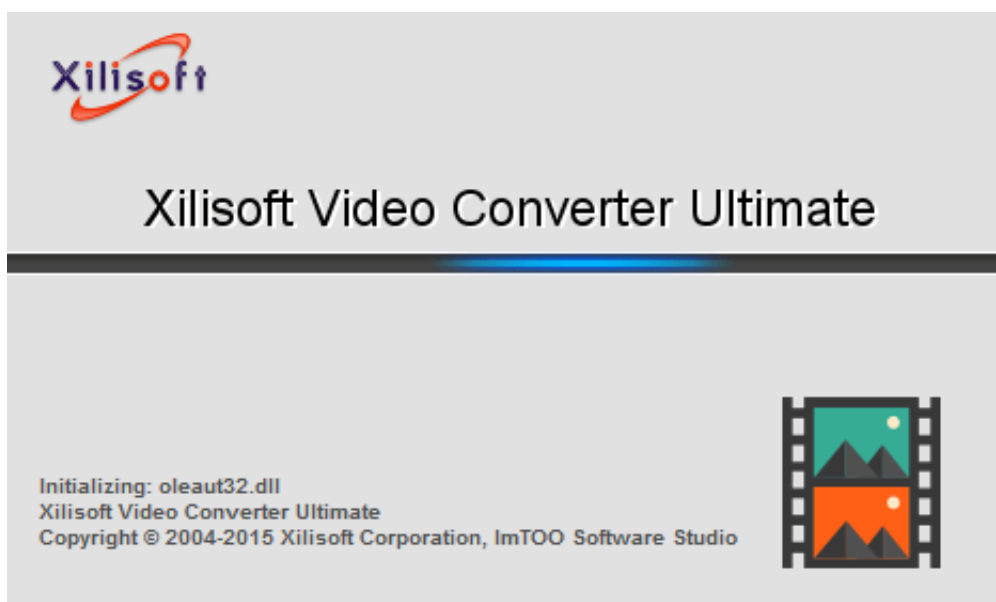 Xilisoft
Xilisoft Video Converter Ultimate
Initializing: oleaut32.dll
Xilisoft Video Converter Ultimate
Copyright © 2004-2015 Xilisoft Corporation, ImTOO Software Studio